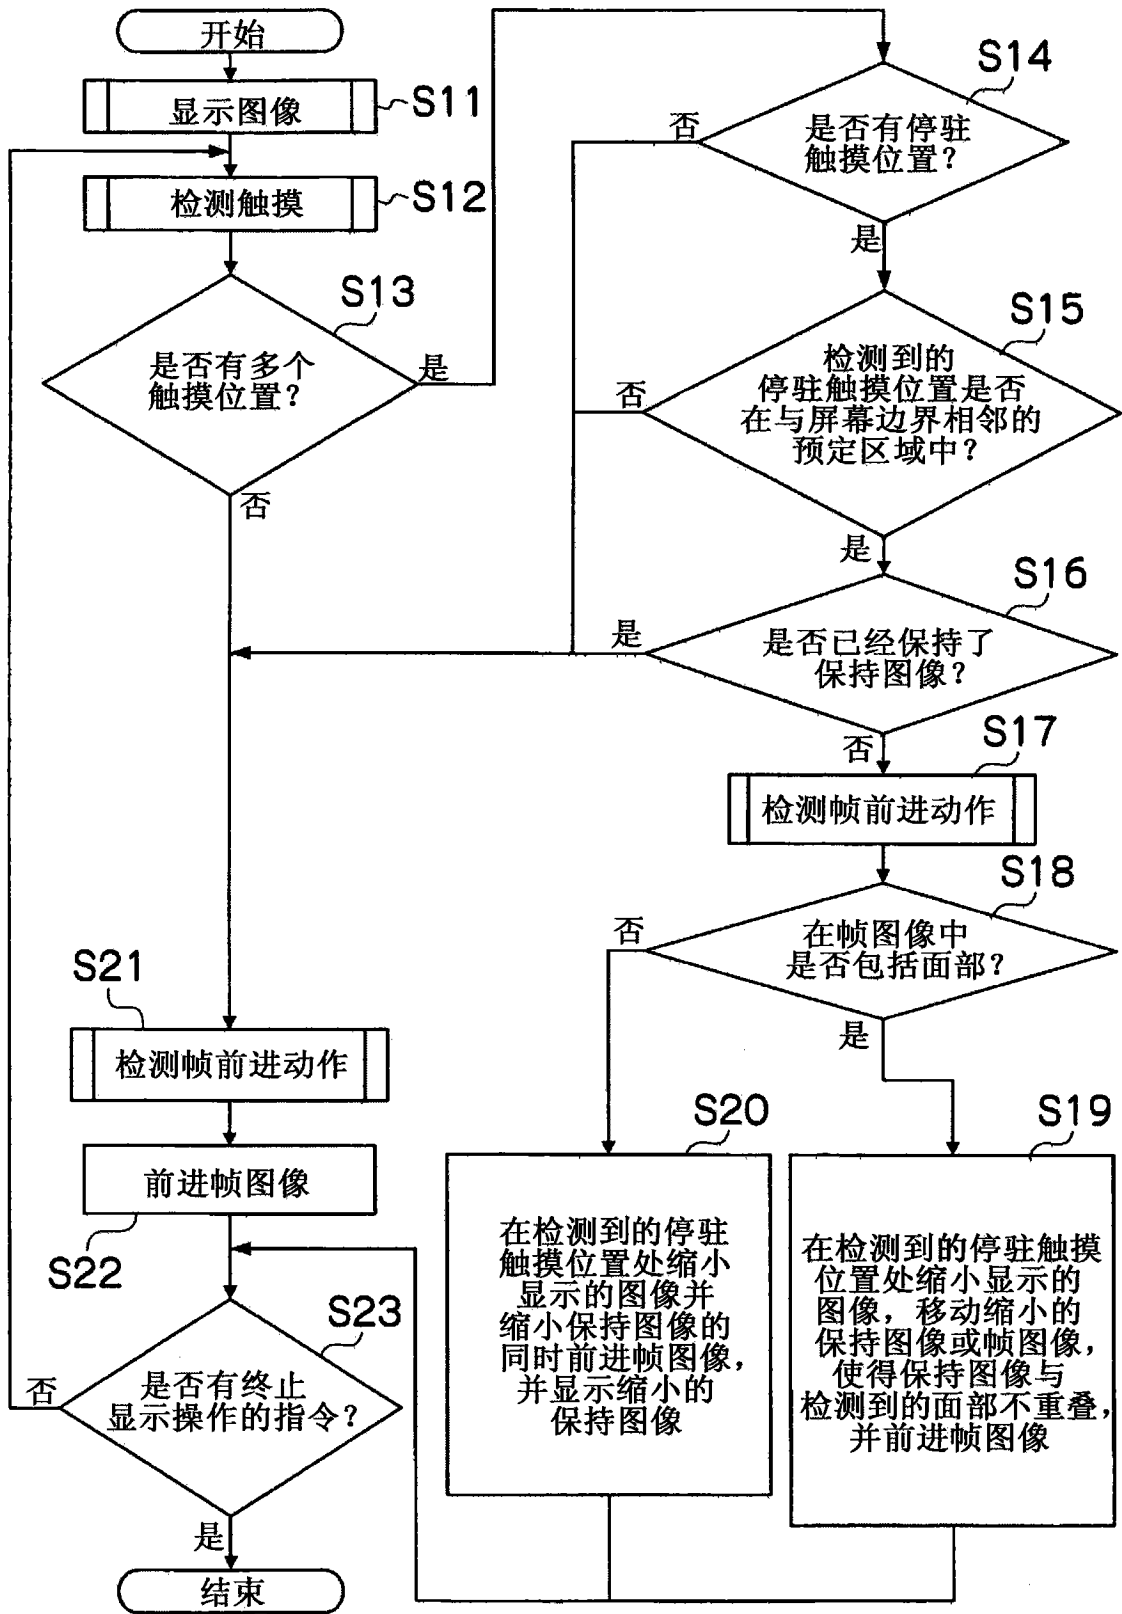 开始
显示图像
S11
检测触摸
S12
S13
是否有多个
触摸位置？
是
否
S14
是否有停驻
触摸位置？
否
是
S15
检测到的
停驻触摸位置是否
在与屏幕边界相邻的
预定区域中？
否
是
S16
是否已经保持了
保持图像？
是
否
S17
检测帧前进动作
S18
在帧图像中
是否包括面部？
否
是
S19
在检测到的停驻触摸
位置处缩小显示的
图像，移动缩小的
保持图像或帧图像，
使得保持图像与
检测到的面部不重叠，
并前进帧图像
S20
在检测到的停驻
触摸位置处缩小
显示的图像并
缩小保持图像的
同时前进帧图像，
并显示缩小的
保持图像
S21
检测帧前进动作
前进帧图像
S22
S23
是否有终止
显示操作的指令？
否
是
结束